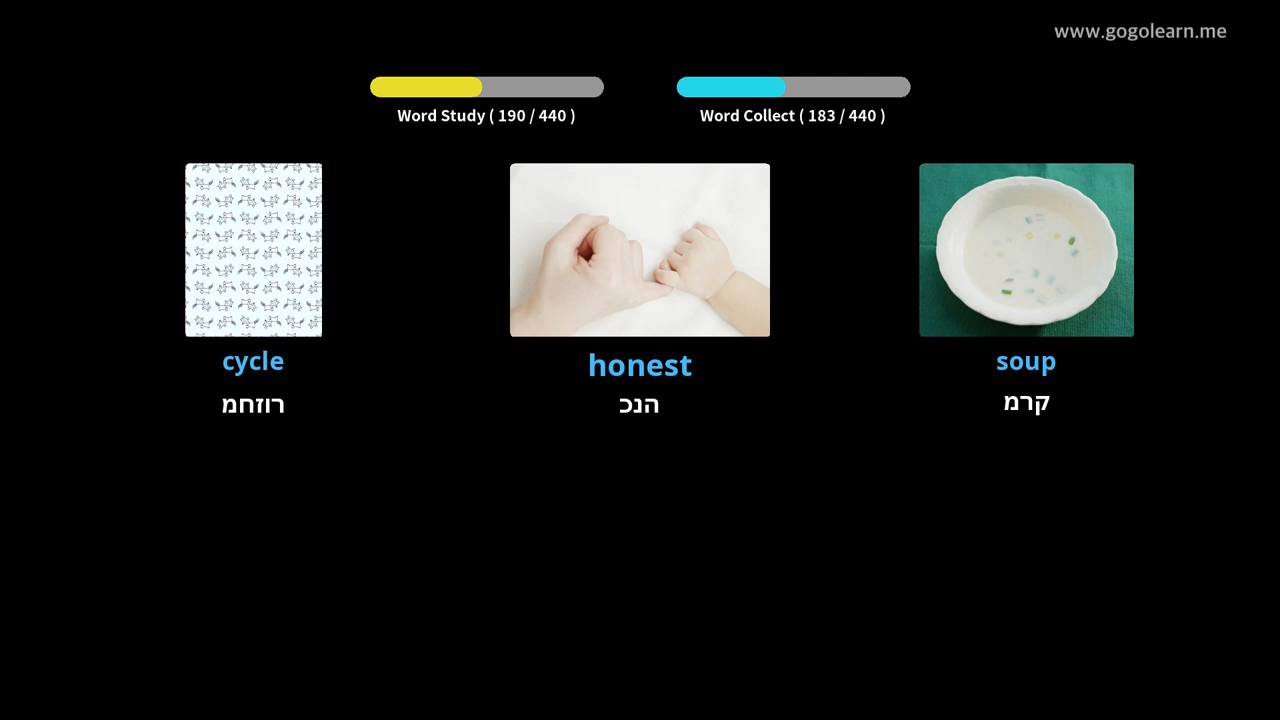 www.gogolearn.me
Word Study ( 190 / 440 )
Word Collect ( 183 / 440 )
cycle
רוזחמ
honest
הנכ
soup
קרמ